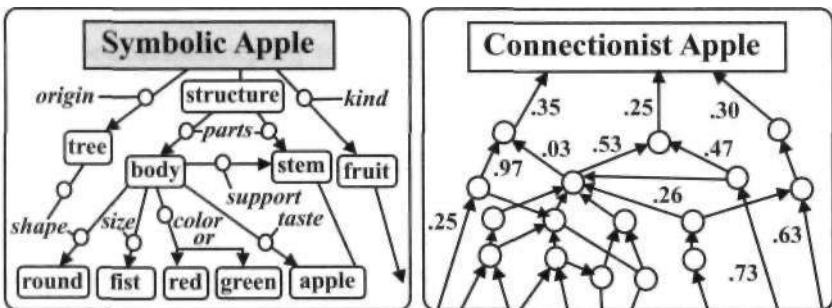 Symbolic Apple
origin
structure
kind
tree
parts
body
stem
fruit
support
shape
size
color
or
taste
round
fist
red
green
apple
Connectionist Apple
.35
.25
.30
.03
.53
.97
.47
.26
.25
.63
.73